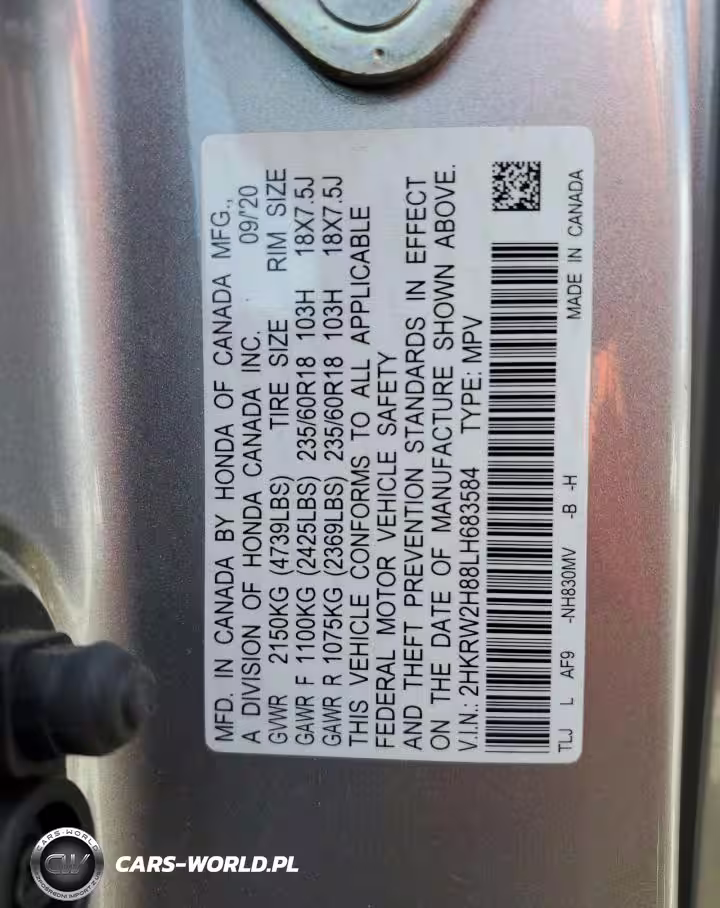 MFD. IN CANADA BY HONDA OF CANADA MFG.,
A DIVISION OF HONDA CANADA INC. 09/'20
GVWR 2150KG (4739LBS) TIRE SIZE RIM SIZE
GAWR F 1100KG (2425LBS) 235/60R18 103H 18X7.5J
GAWR R 1075KG (2369LBS) 235/60R18 103H 18X7.5J
THIS VEHICLE CONFORMS TO ALL APPLICABLE
FEDERAL MOTOR VEHICLE SAFETY
AND THEFT PREVENTION STANDARDS IN EFFECT
ON THE DATE OF MANUFACTURE SHOWN ABOVE.
V.I.N.: 2HKRW2H88LH683584 TYPE: MPV
TLJ L AF9 -NH830MV -B -H MADE IN CANADA
CARS-WORLD
CW
CARS-WORLD.PL